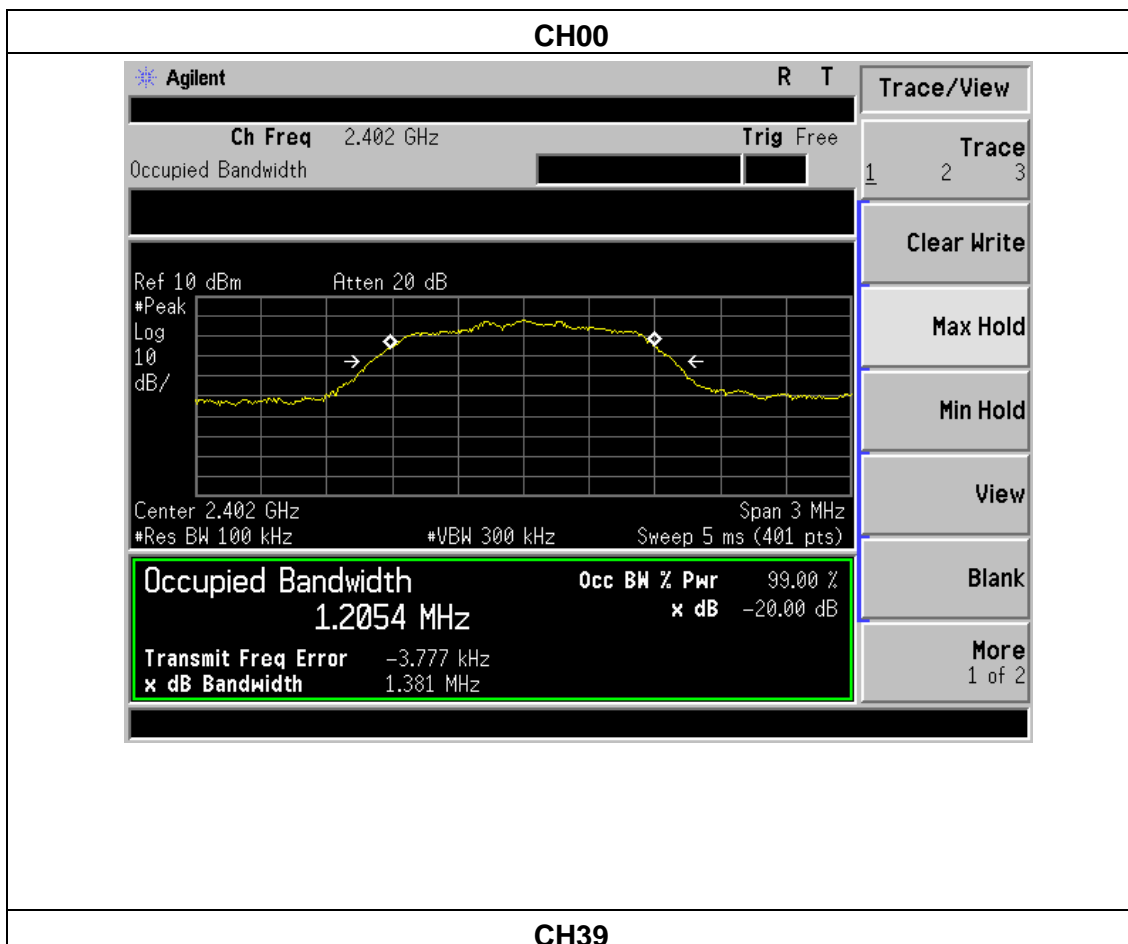 CH00
Agilent R T
Trace/View
Ch Freq 2.402 GHz Trig Free
Occupied Bandwidth
Trace
1 2 3
Clear Write
Ref 10 dBm Atten 20 dB
#Peak
Log
10
dB/
Max Hold
Min Hold
View
Center 2.402 GHz Span 3 MHz
#Res BW 100 kHz #VBW 300 kHz Sweep 5 ms (401 pts)
Occupied Bandwidth Occ BW % Pwr 99.00 %
1.2054 MHz x dB -20.00 dB
Blank
Transmit Freq Error -3.777 kHz
x dB Bandwidth 1.381 MHz
More
1 of 2
CH39